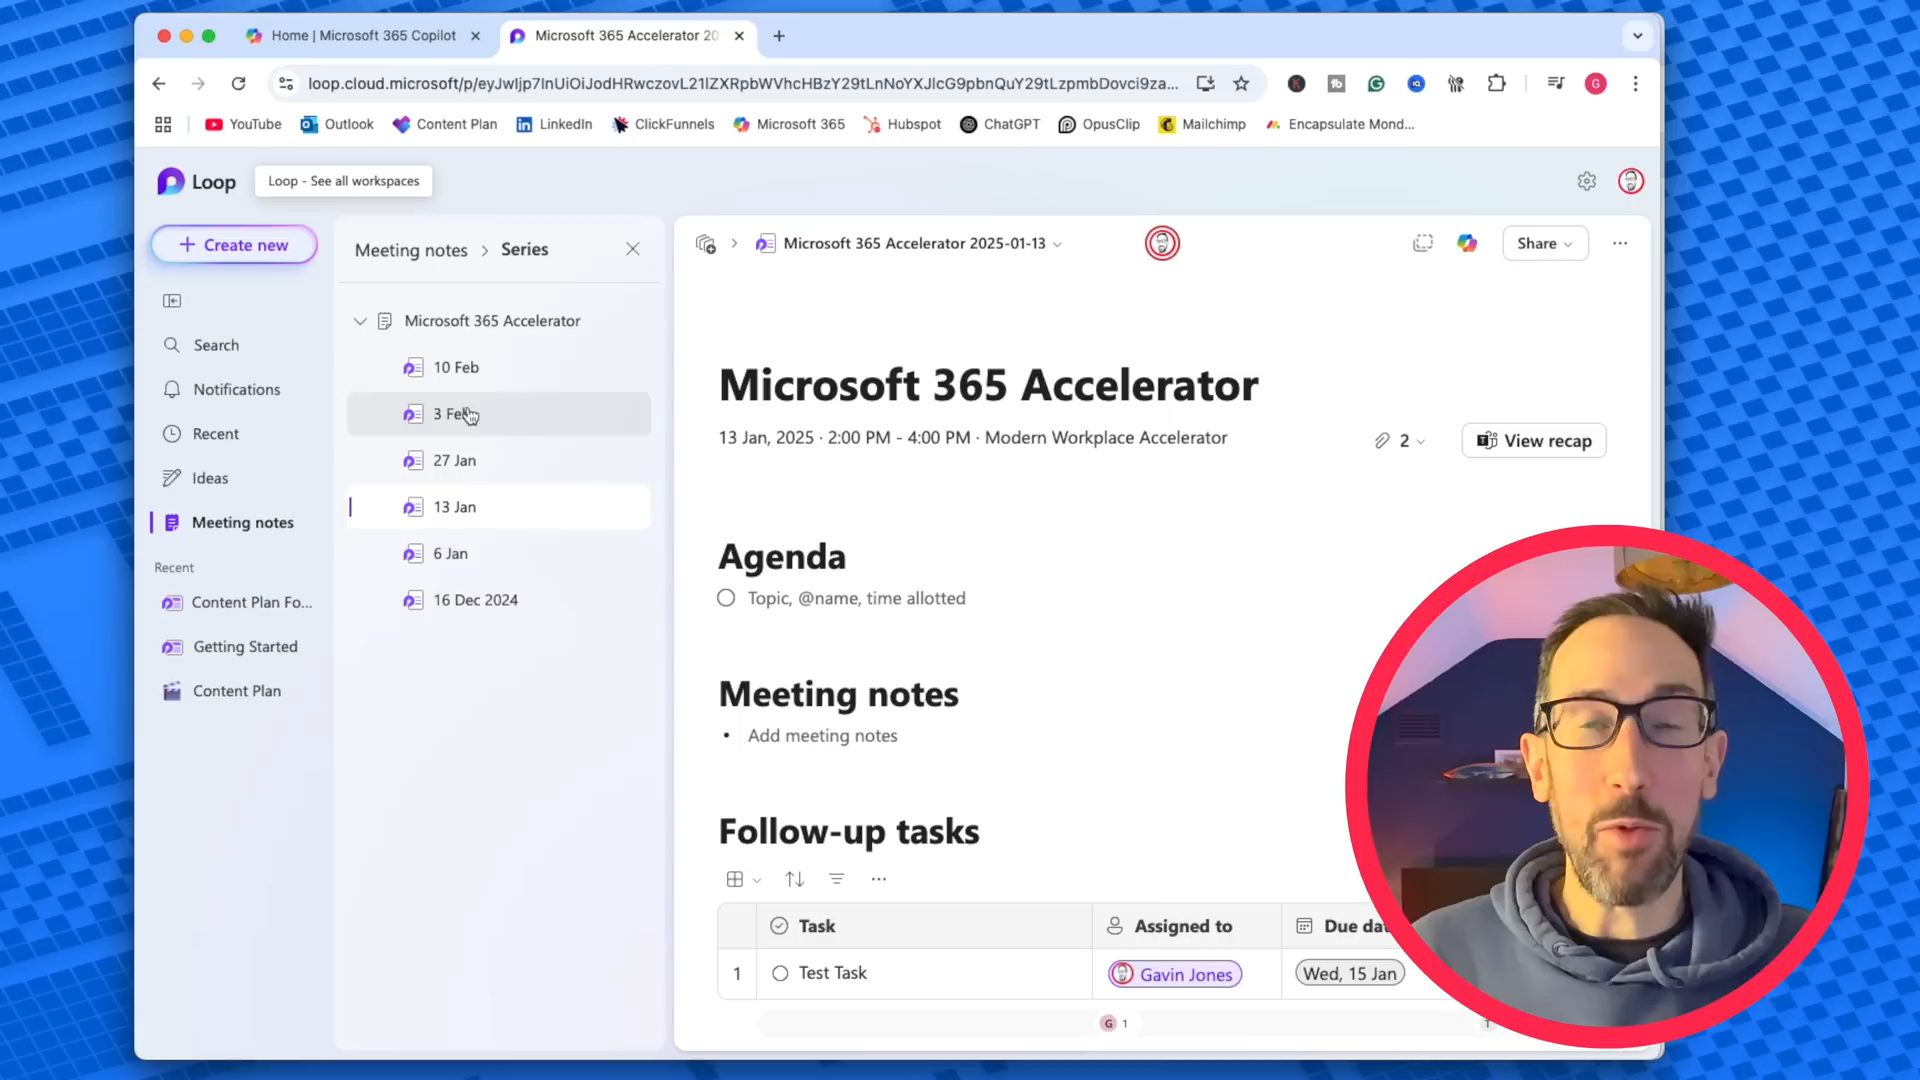 Home | Microsoft 365 Copilot
Microsoft 365 Accelerator 20
loop.cloud.microsoft/p/eyJwIjp7InUiOiJodHRwczovL21lZXRpbWVhcHBzY29tLnNoYXJlcG9pbnQuY29tLzpmbDovci9za...
YouTube
Outlook
Content Plan
LinkedIn
ClickFunnels
Microsoft 365
Hubspot
ChatGPT
OpusClip
Mailchimp
Encapsulate Mond...
Loop
Loop - See all workspaces
Create new
Search
Notifications
Recent
Ideas
Meeting notes
Recent
Content Plan Fo...
Getting Started
Content Plan
Meeting notes > Series
Microsoft 365 Accelerator
10 Feb
3 Feb
27 Jan
13 Jan
6 Jan
16 Dec 2024
Microsoft 365 Accelerator 2025-01-13
Share
Microsoft 365 Accelerator
13 Jan, 2025 · 2:00 PM - 4:00 PM · Modern Workplace Accelerator
2
View recap
Agenda
Topic, @name, time allotted
Meeting notes
• Add meeting notes
Follow-up tasks
Task
Assigned to
Due dat
1
Test Task
Gavin Jones
Wed, 15 Jan
G 1